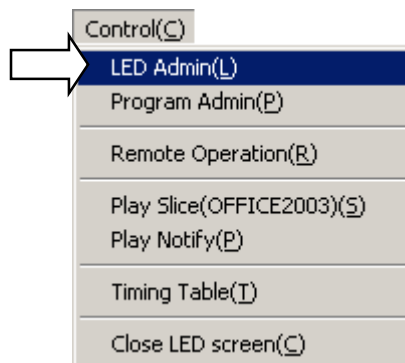 Control(C)
LED Admin(L)
Program Admin(P)
Remote Operation(R)
Play Slice(OFFICE2003)(S)
Play Notify(P)
Timing Table(T)
Close LED screen(C)